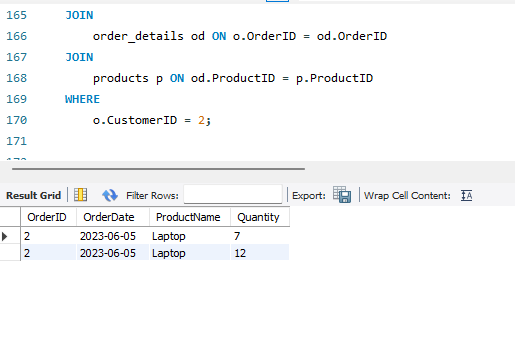 165 JOIN
166 order_details od ON o.OrderID = od.OrderID
167 JOIN
168 products p ON od.ProductID = p.ProductID
169 WHERE
170 o.CustomerID = 2;
171
Result Grid Filter Rows: Export: Wrap Cell Content:
OrderID OrderDate ProductName Quantity
2 2023-06-05 Laptop 7
2 2023-06-05 Laptop 12